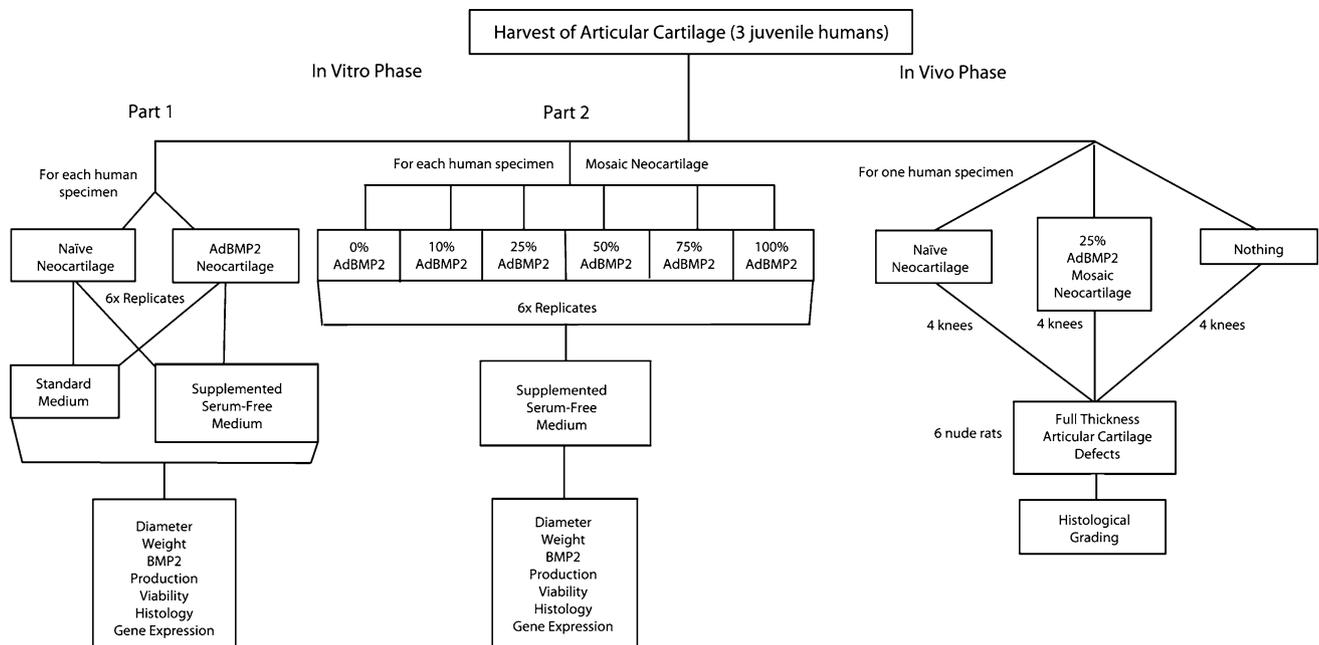 Harvest of Articular Cartilage (3 juvenile humans)
In Vitro Phase
In Vivo Phase
Part 1
Part 2
For each human
specimen
Naïve
Neocartilage
AdBMP2
Neocartilage
6x Replicates
Standard
Medium
Supplemented
Serum-Free
Medium
Diameter
Weight
BMP2
Production
Viability
Histology
Gene Expression
For each human specimen
Mosaic Neocartilage
0%
AdBMP2
10%
AdBMP2
25%
AdBMP2
50%
AdBMP2
75%
AdBMP2
100%
AdBMP2
6x Replicates
Supplemented
Serum-Free
Medium
Diameter
Weight
BMP2
Production
Viability
Histology
Gene Expression
For one human specimen
Naïve
Neocartilage
25%
AdBMP2
Mosaic
Neocartilage
Nothing
4 knees
4 knees
4 knees
6 nude rats
Full Thickness
Articular Cartilage
Defects
Histological
Grading